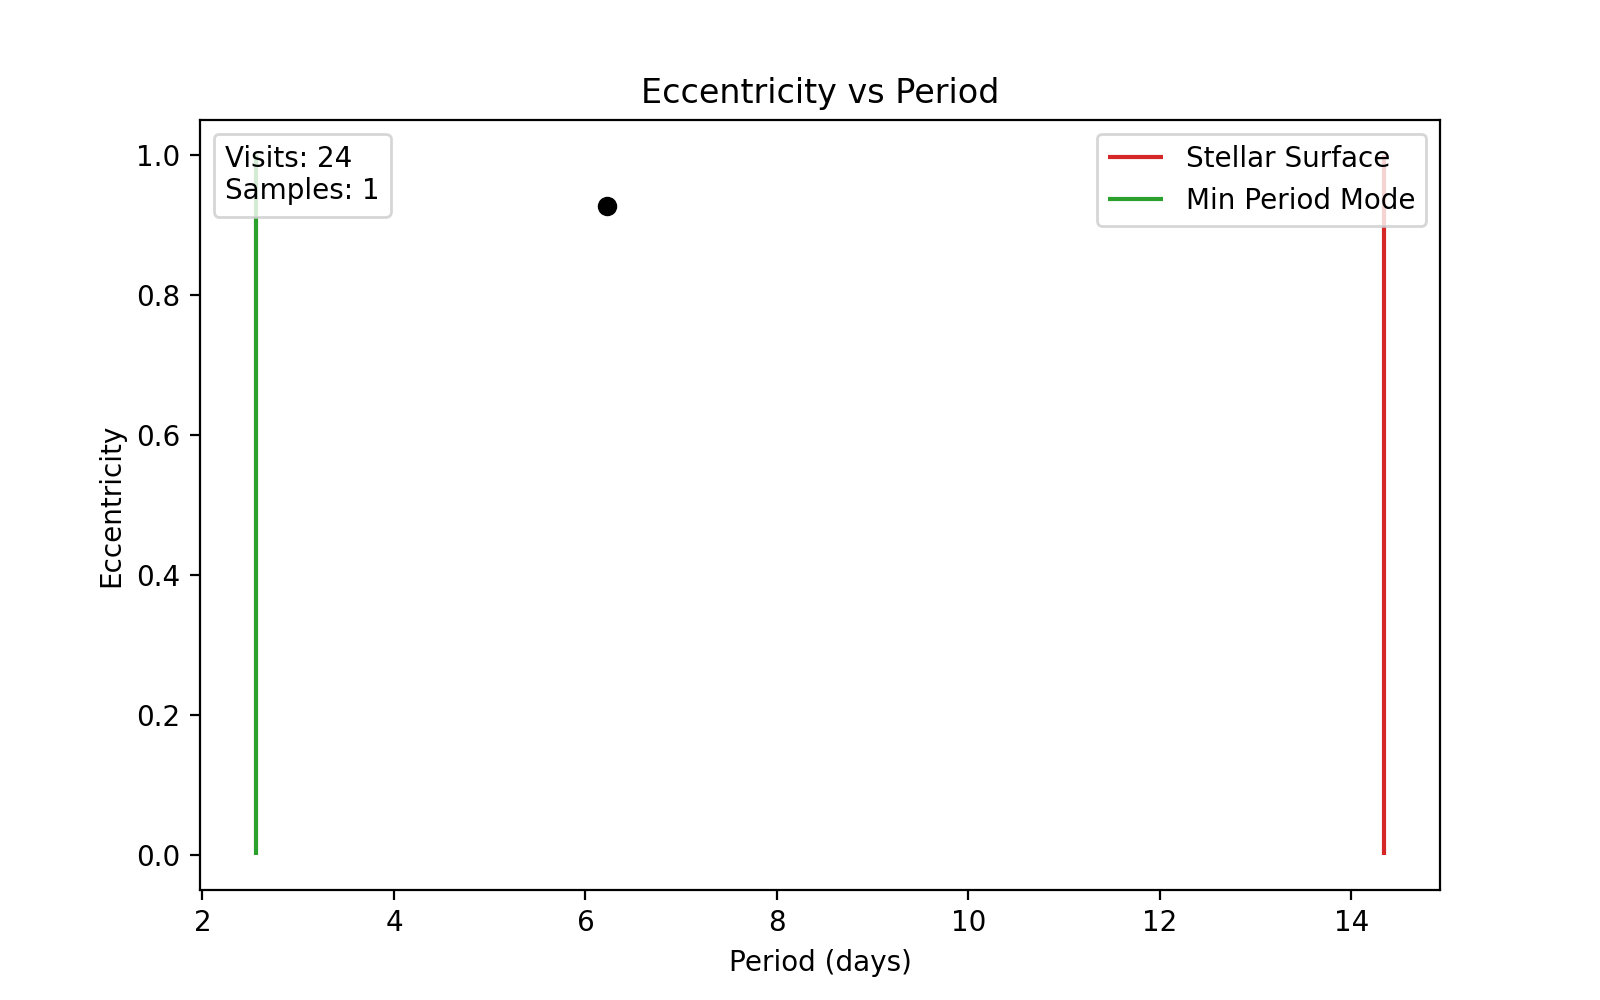 Eccentricity vs Period
Visits: 24
Samples: 1
Stellar Surface
Min Period Mode
1.0
0.8
0.6
0.4
0.2
0.0
Eccentricity
2 4 6 8 10 12 14
Period (days)